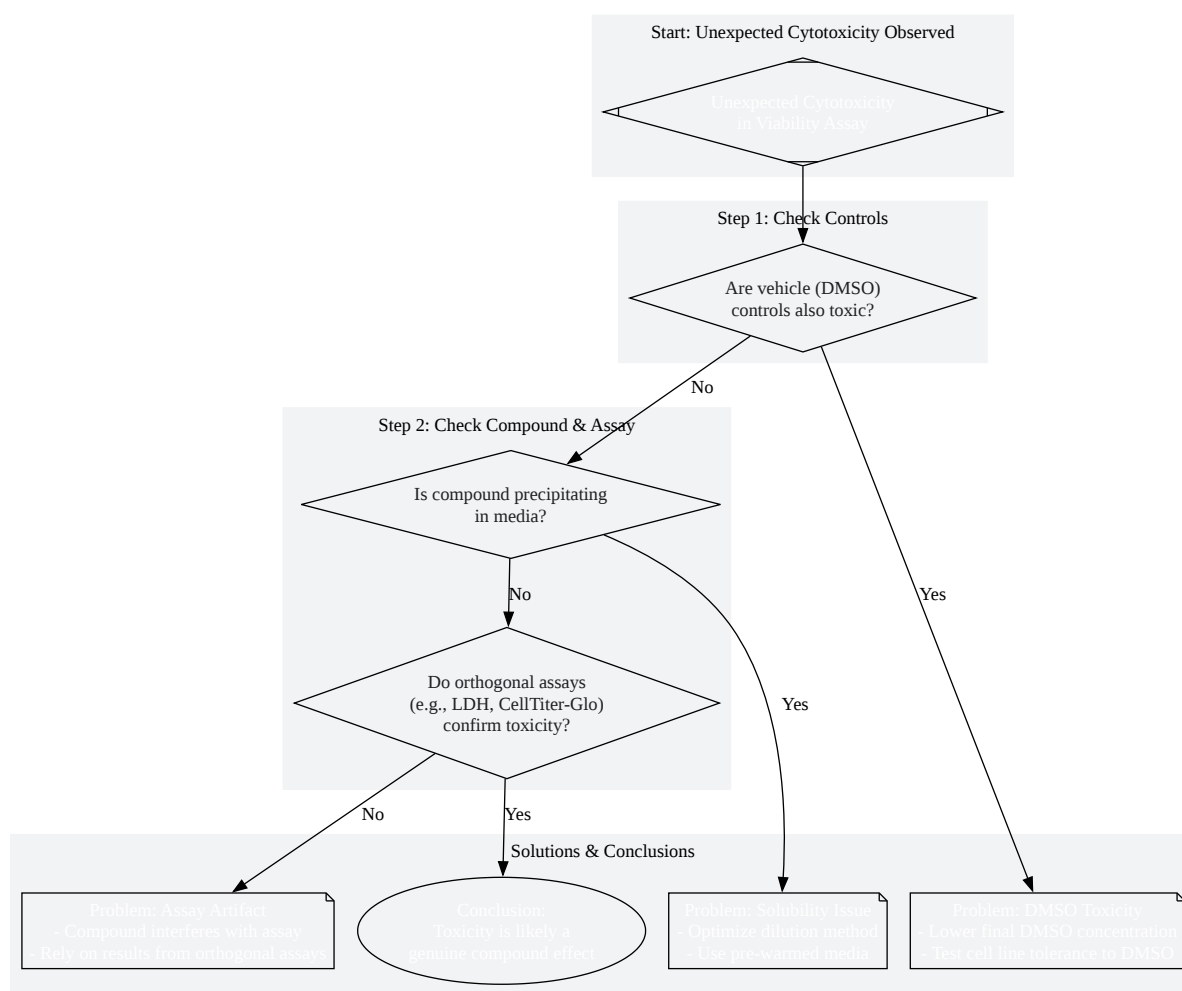 Start: Unexpected Cytotoxicity Observed
Unexpected Cytotoxicity
in Viability Assay
Step 1: Check Controls
Are vehicle (DMSO)
controls also toxic?
No
Step 2: Check Compound & Assay
Is compound precipitating
in media?
No
Yes
Do orthogonal assays
(e.g., LDH, CellTiter-Glo)
confirm toxicity?
Yes
No
Yes
Solutions & Conclusions
Problem: Assay Artifact
- Compound interferes with assay
- Rely on results from orthogonal assays
Conclusion:
Toxicity is likely a
genuine compound effect
Problem: Solubility Issue
- Optimize dilution method
- Use pre-warmed media
Problem: DMSO Toxicity
- Lower final DMSO concentration
- Test cell line tolerance to DMSO